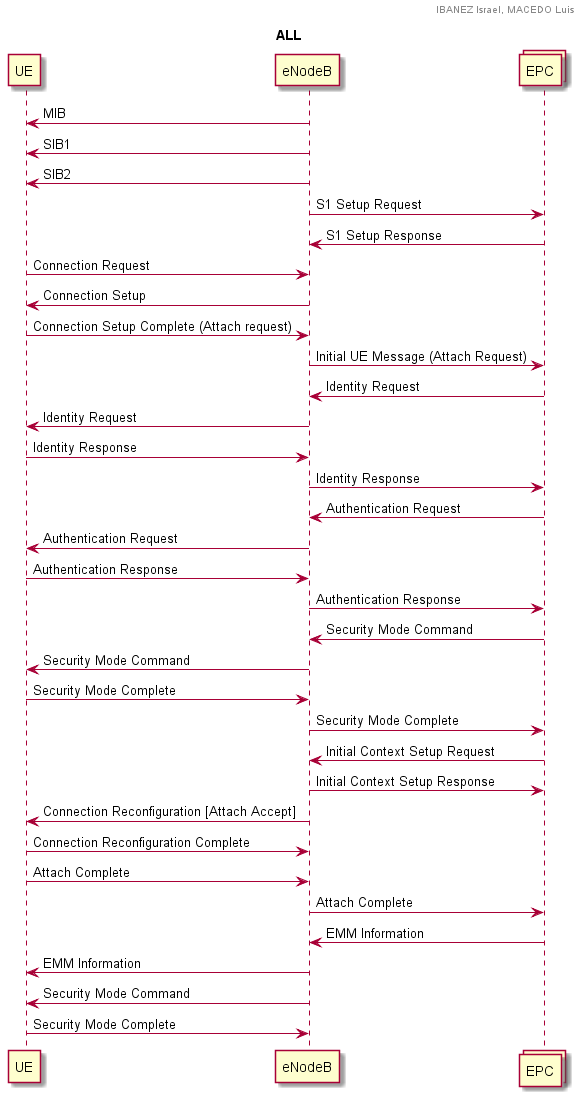 IBANEZ Israel, MACEDO Luis
ALL
UE
eNodeB
EPC
MIB
SIB1
SIB2
S1 Setup Request
S1 Setup Response
Connection Request
Connection Setup
Connection Setup Complete (Attach request)
Initial UE Message (Attach Request)
Identity Request
Identity Request
Identity Response
Identity Response
Authentication Request
Authentication Request
Authentication Response
Authentication Response
Security Mode Command
Security Mode Command
Security Mode Complete
Security Mode Complete
Initial Context Setup Request
Initial Context Setup Response
Connection Reconfiguration [Attach Accept]
Connection Reconfiguration Complete
Attach Complete
Attach Complete
EMM Information
EMM Information
Security Mode Command
Security Mode Complete
UE
eNodeB
EPC